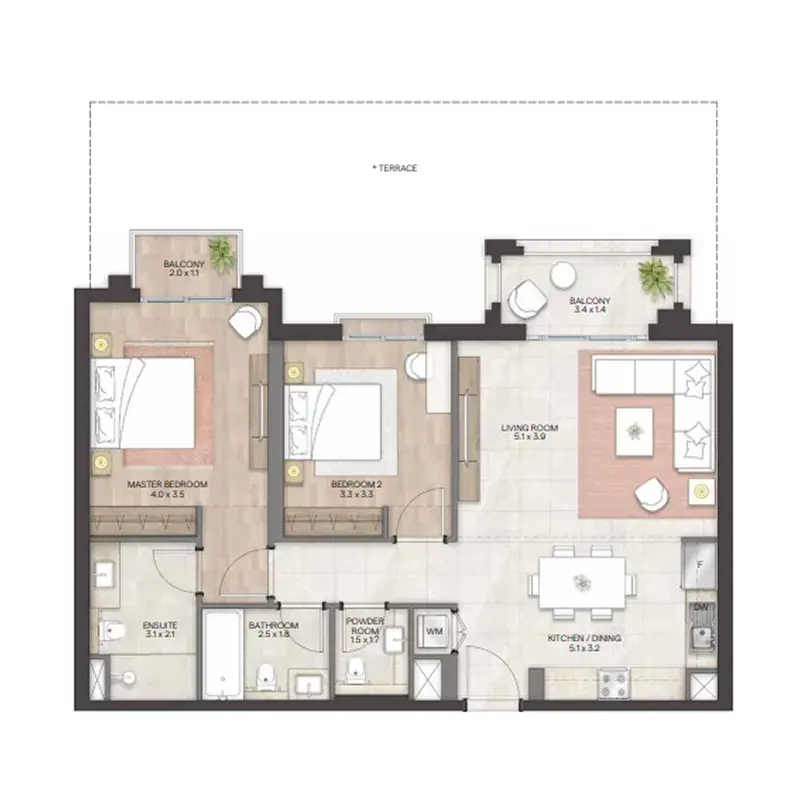 * TERRACE
BALCONY
2.0 x 1.1
BALCONY
3.4 x 1.4
LIVING ROOM
5.1 x 3.9
MASTER BEDROOM
4.0 x 3.5
BEDROOM 2
3.3 x 3.3
F
DW
ENSUITE
3.1 x 2.1
BATHROOM
2.5 x 1.8
POWDER
ROOM
1.5 x 1.7
WM
KITCHEN / DINING
5.1 x 3.2